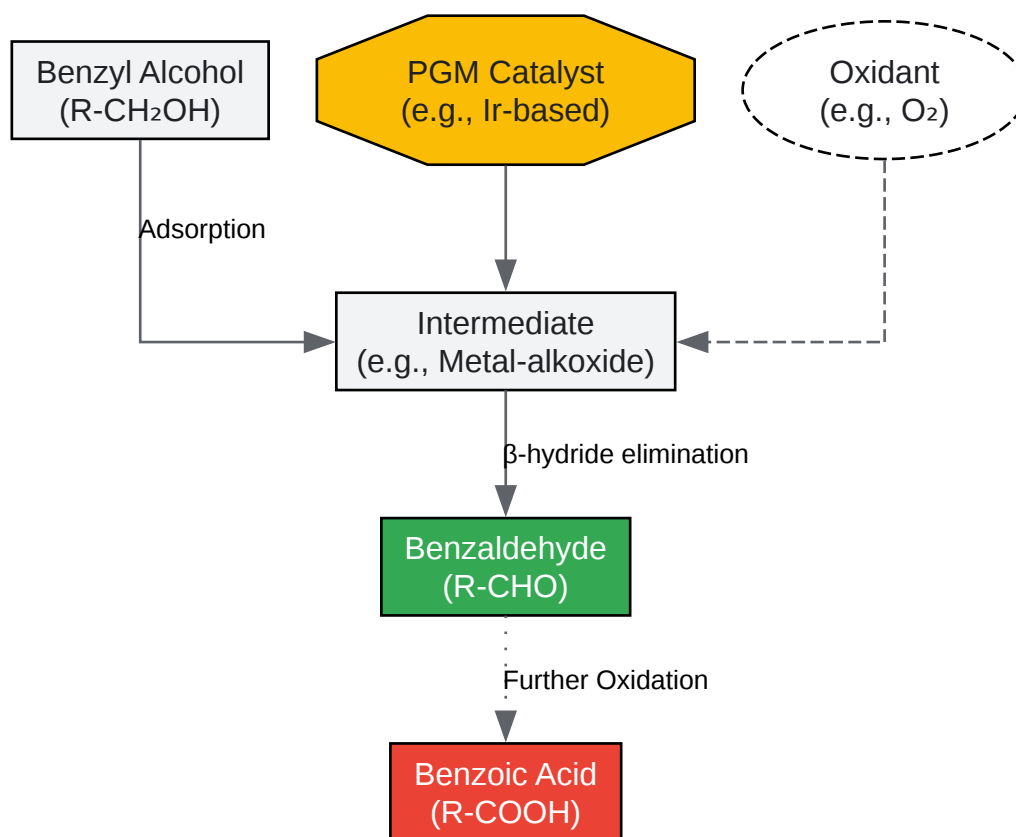 Benzyl Alcohol
(R-CH₂OH)
PGM Catalyst
(e.g., Ir-based)
Oxidant
(e.g., O₂)
Adsorption
Intermediate
(e.g., Metal-alkoxide)
β-hydride elimination
Benzaldehyde
(R-CHO)
Further Oxidation
Benzoic Acid
(R-COOH)